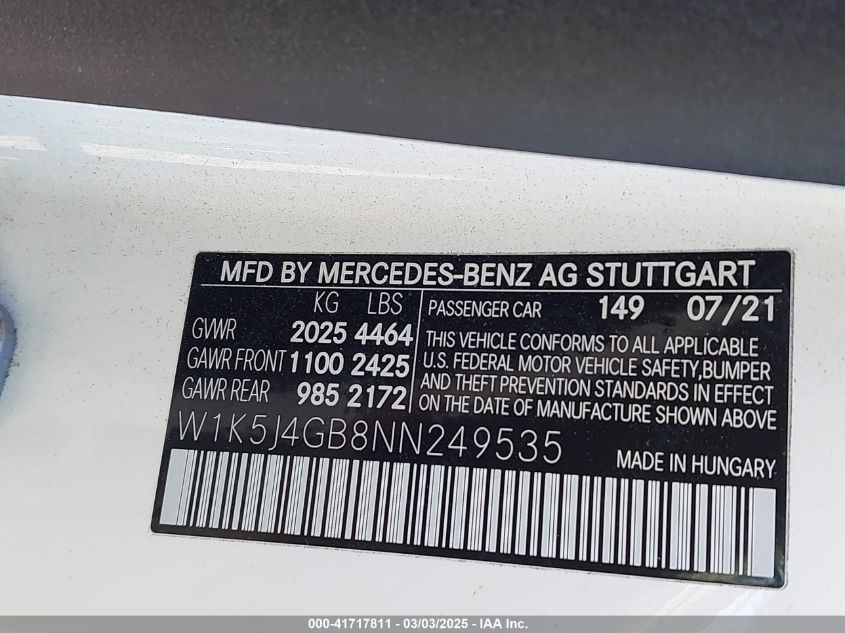 MFD BY MERCEDES-BENZ AG STUTTGART
KG LBS
GVWR 2025 4464
GAWR FRONT 1100 2425
GAWR REAR 985 2172
PASSENGER CAR 149 07/21
THIS VEHICLE CONFORMS TO ALL APPLICABLE
U.S. FEDERAL MOTOR VEHICLE SAFETY, BUMPER
AND THEFT PREVENTION STANDARDS IN EFFECT
ON THE DATE OF MANUFACTURE SHOWN ABOVE
W1K5J4GB8NN249535
MADE IN HUNGARY
000-41717811 - 03/03/2025 - IAAI.com